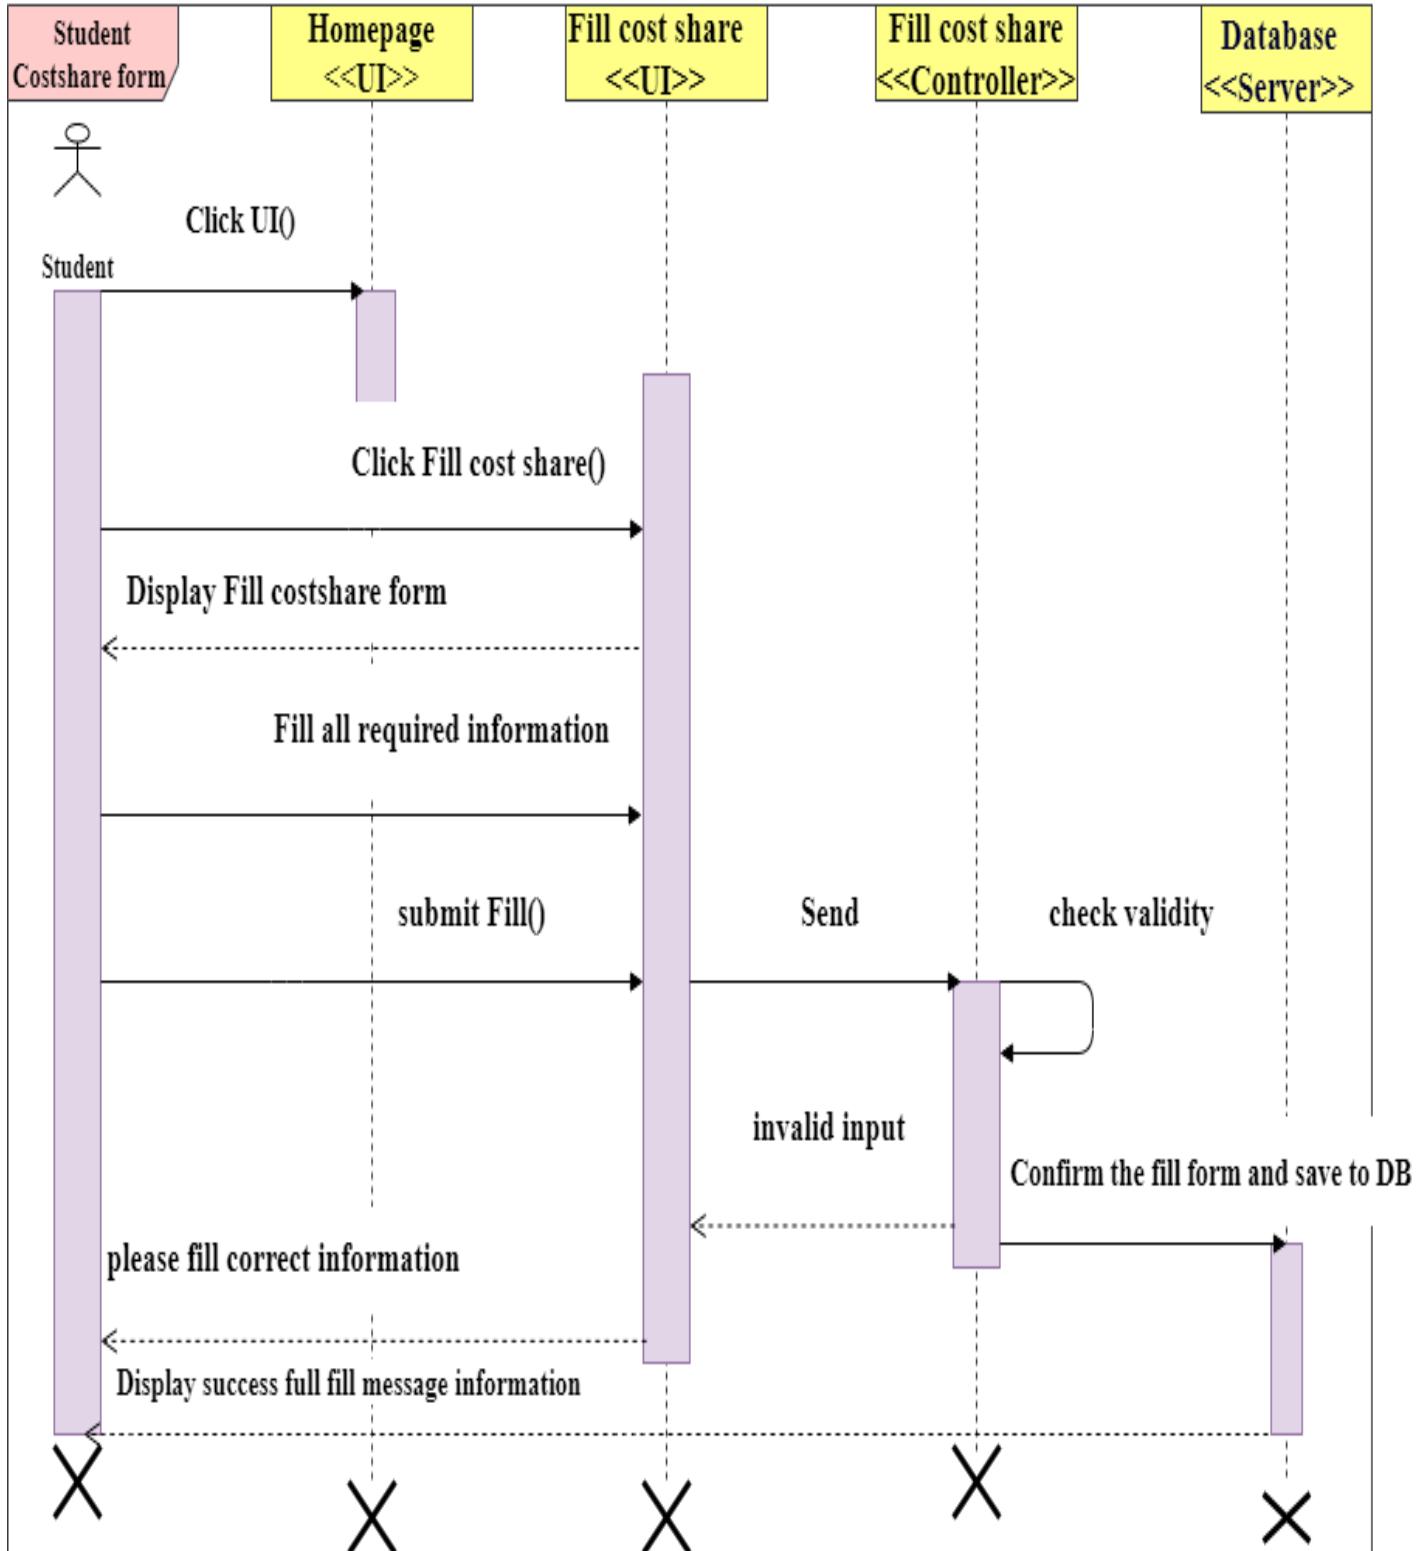 Student
Costshare form
Homepage
<<UI>>
Fill cost share
<<UI>>
Fill cost share
<<Controller>>
Database
<<Server>>
Click UI()
Student
Click Fill cost share()
Display Fill costshare form
Fill all required information
submit Fill()
Send
check validity
invalid input
Confirm the fill form and save to DB
please fill correct information
Display success full fill message information